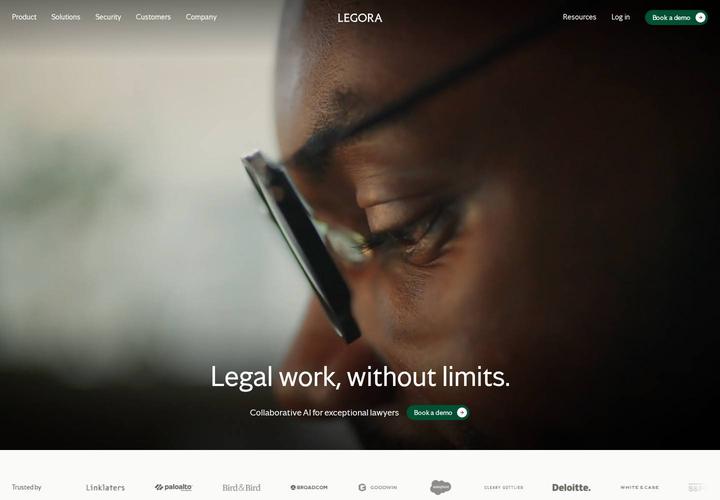 Product Solutions Security Customers Company LEGORA Resources Log in Book a demo
Legal work, without limits.
Collaborative AI for exceptional lawyers Book a demo
Trusted by Linklaters paloalto Bird&Bird BROADCOM GOODWIN salesforce CLEARY GOTTLIEB Deloitte. WHITE & CASE